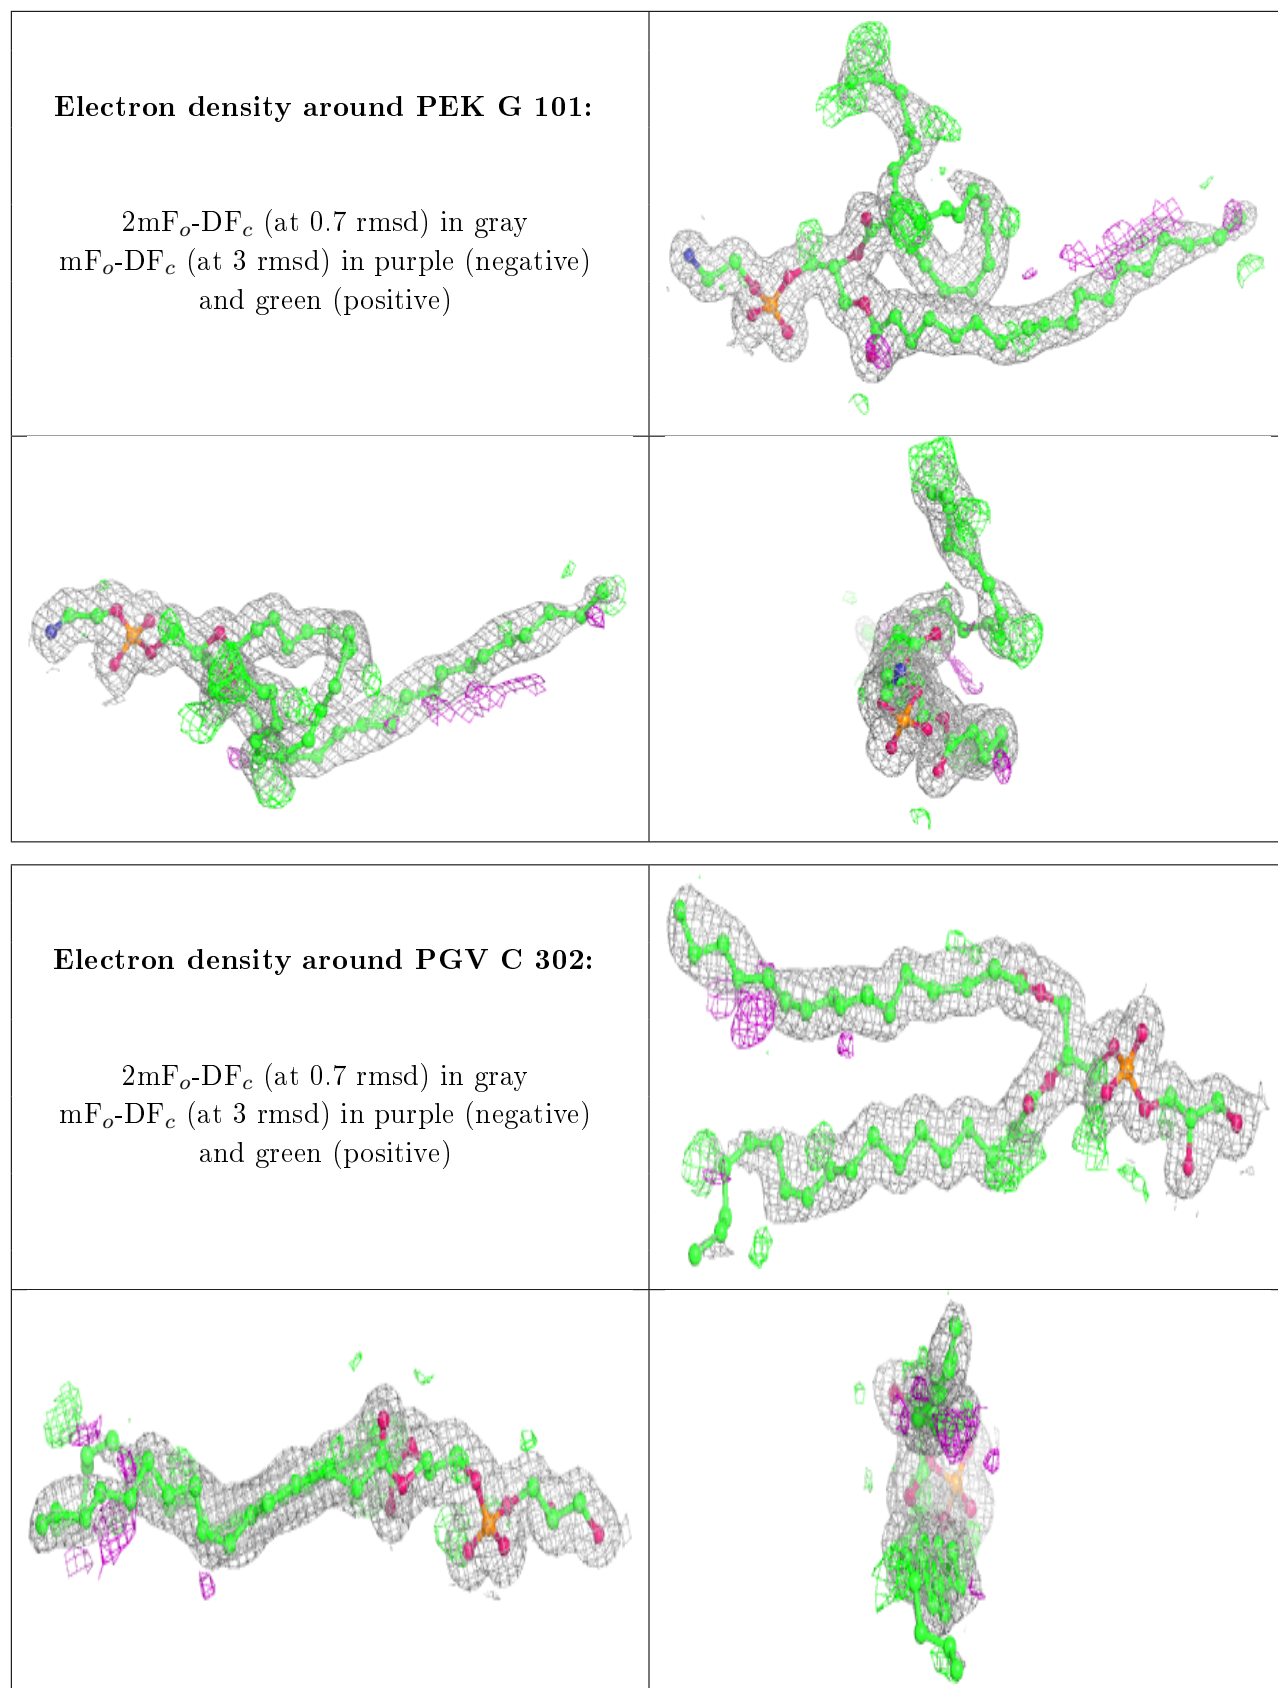 Electron density around PEK G 101:
2mFo-DFc (at 0.7 rmsd) in gray
mFo-DFc (at 3 rmsd) in purple (negative)
and green (positive)
Electron density around PGV C 302:
2mFo-DFc (at 0.7 rmsd) in gray
mFo-DFc (at 3 rmsd) in purple (negative)
and green (positive)